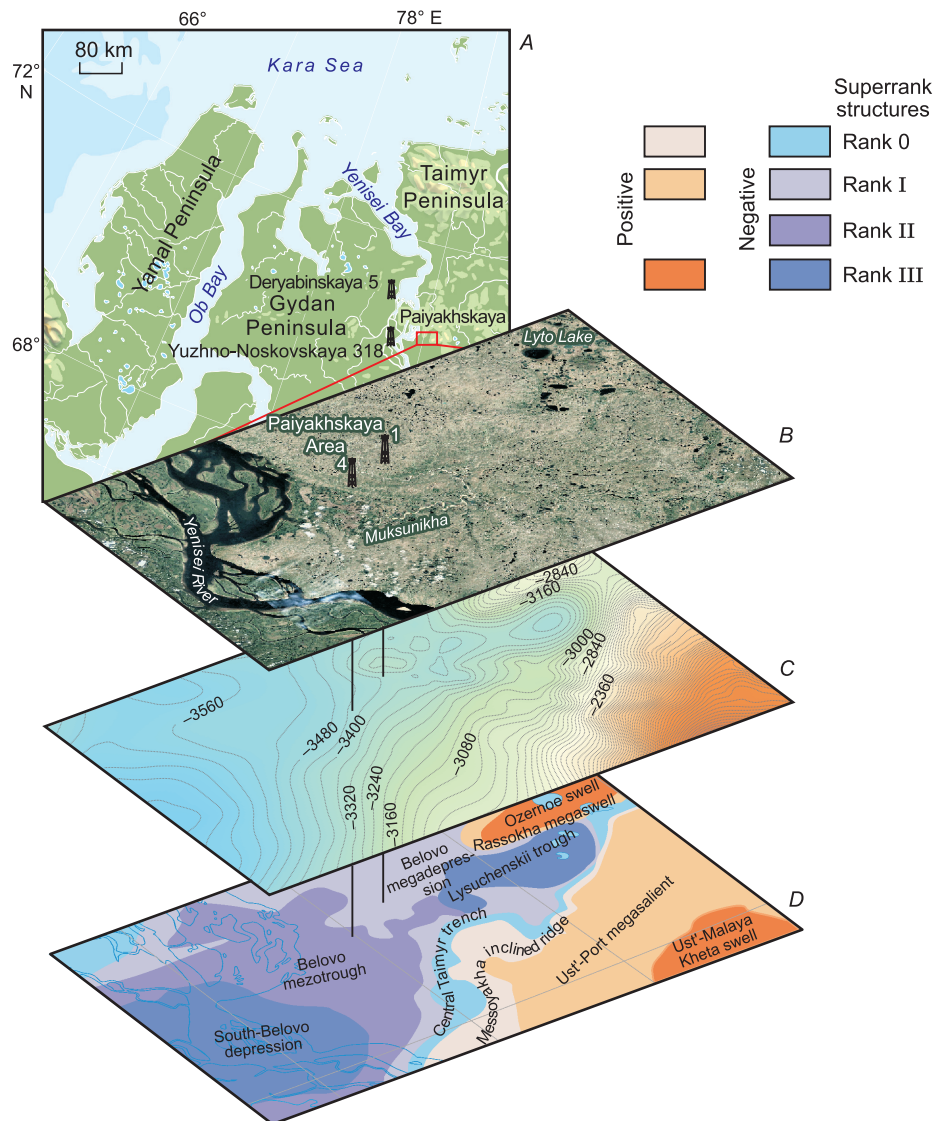 66°
78° E
A
80 km
72°
N
Kara Sea
Yamal Peninsula
Ob Bay
Yenisei Bay
Taimyr
Peninsula
Deryabinskaya 5
Gydan
Peninsula
Paiyakhskaya
Yuzhno-Noskovskaya 318
68°
Superrank
structures
Positive
Negative
Rank 0
Rank I
Rank II
Rank III
Lyto Lake
B
Paiyakhskaya
Area
1
4
Muksunikha
Yenisei River
C
–2840
–3160
–3000
–2840
–2360
–3560
–3480
–3400
–3080
–3320
–3240
–3160
D
Ozernoe swell
Rassokha megaswell
Belovo
megadepres-
sion
Lysuchenskii trough
Central Taimyr trench
Messoyakha inclined ridge
Ust'-Port megasalient
Ust'-Malaya
Kheta swell
Belovo
mezotrough
South-Belovo
depression